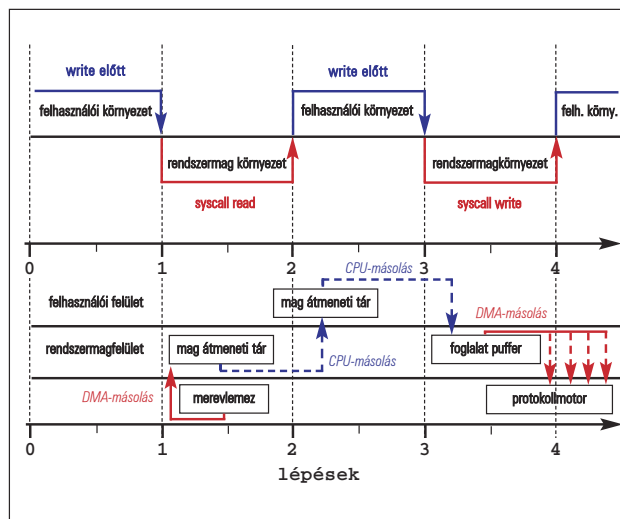 write előtt
write előtt
felhasználói környezet
felhasználói környezet
felh. körny.
rendszermag környezet
rendszermagkörnyezet
syscall read
syscall write
0 1 2 3 4
CPU-másolás
felhasználói felület
mag átmeneti tár
DMA-másolás
rendszermagfelület
mag átmeneti tár
CPU-másolás
foglalat puffer
DMA-másolás
merevlemez
protokollmotor
0 1 2 3 4
lépések